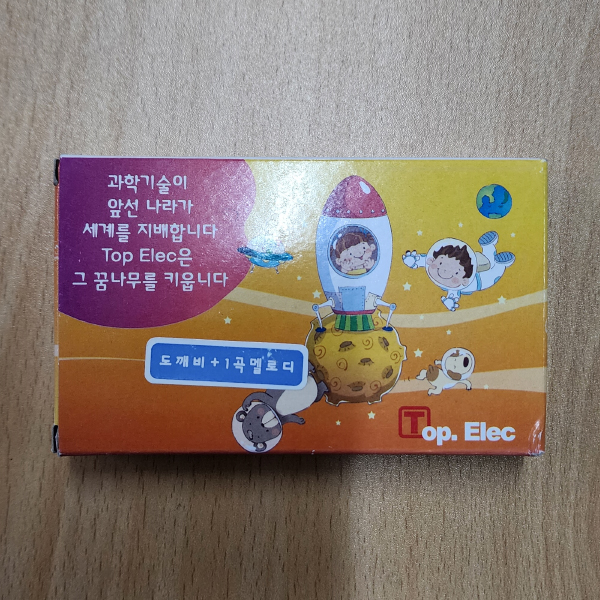 과학기술이
앞선 나라가
세계를 지배합니다
Top Elec은
그 꿈나무를 키웁니다
도깨비+1곡멜로디
Top. Elec